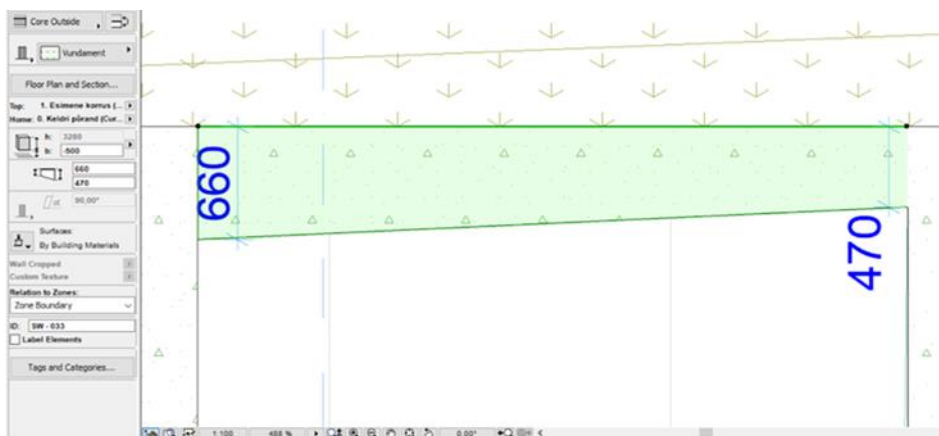 Core Outside
Vundament
Floor Plan and Section...
Top: 1. Esimene korrus (...
Home: 0. Keldri põrand (Cur...
h: 3280
b: -500
660
470
α: 90,00°
Surfaces:
By Building Materials
Wall Cropped
Custom Texture
Relation to Zones:
Zone Boundary
ID: SW - 033
Label Elements
Tags and Categories...
660
470
1:100 488 % 0,00°